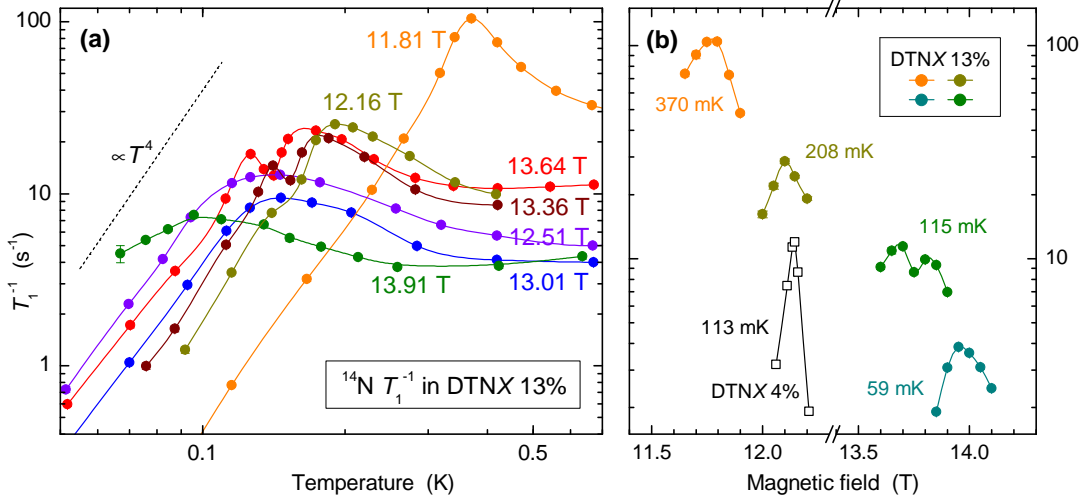 (a)
100
10
1
T₁⁻¹ (s⁻¹)
∝T⁴
11.81 T
12.16 T
13.64 T
13.36 T
12.51 T
13.91 T
13.01 T
¹⁴N T₁⁻¹ in DTNX 13%
0.1
0.5
Temperature (K)
(b)
DTNX 13%
370 mK
208 mK
115 mK
113 mK
DTNX 4%
59 mK
100
10
11.5
12.0
13.5
14.0
Magnetic field (T)